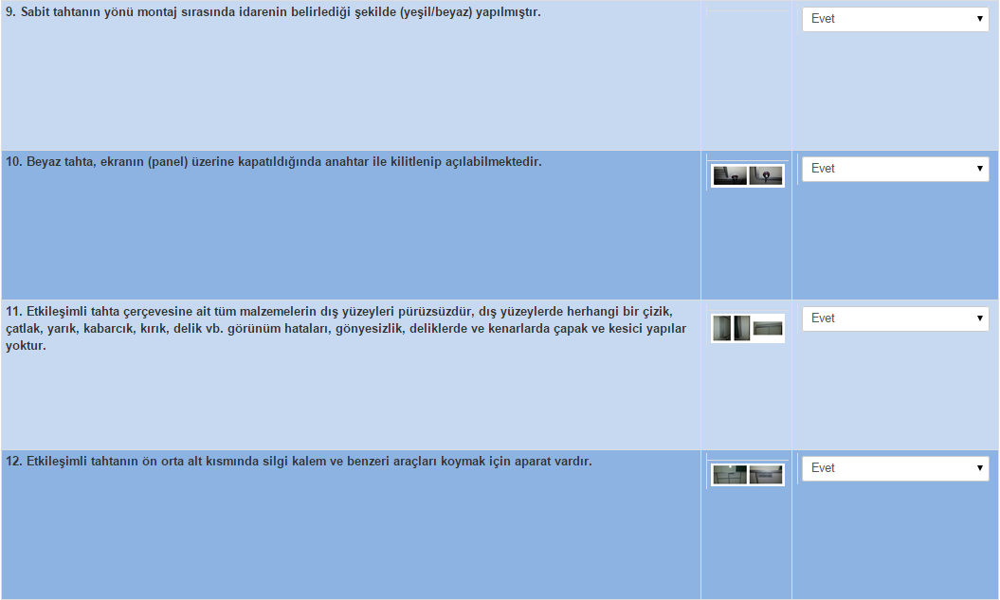 9. Sabit tahtanın yönü montaj sırasında idarenin belirlediği şekilde (yeşil/beyaz) yapılmıştır.
Evet
10. Beyaz tahta, ekranın (panel) üzerine kapatıldığında anahtar ile kilitlenip açılabilmektedir.
Evet
11. Etkileşimli tahta çerçevesine ait tüm malzemelerin dış yüzeyleri pürüzsüzdür, dış yüzeylerde herhangi bir çizik,
çatlak, yarık, kabarcık, kırık, delik vb. görünüm hataları, gönyesizlik, deliklerde ve kenarlarda çapak ve kesici yapılar
yoktur.
Evet
12. Etkileşimli tahtanın ön orta alt kısmında silgi kalem ve benzeri araçları koymak için aparat vardır.
Evet